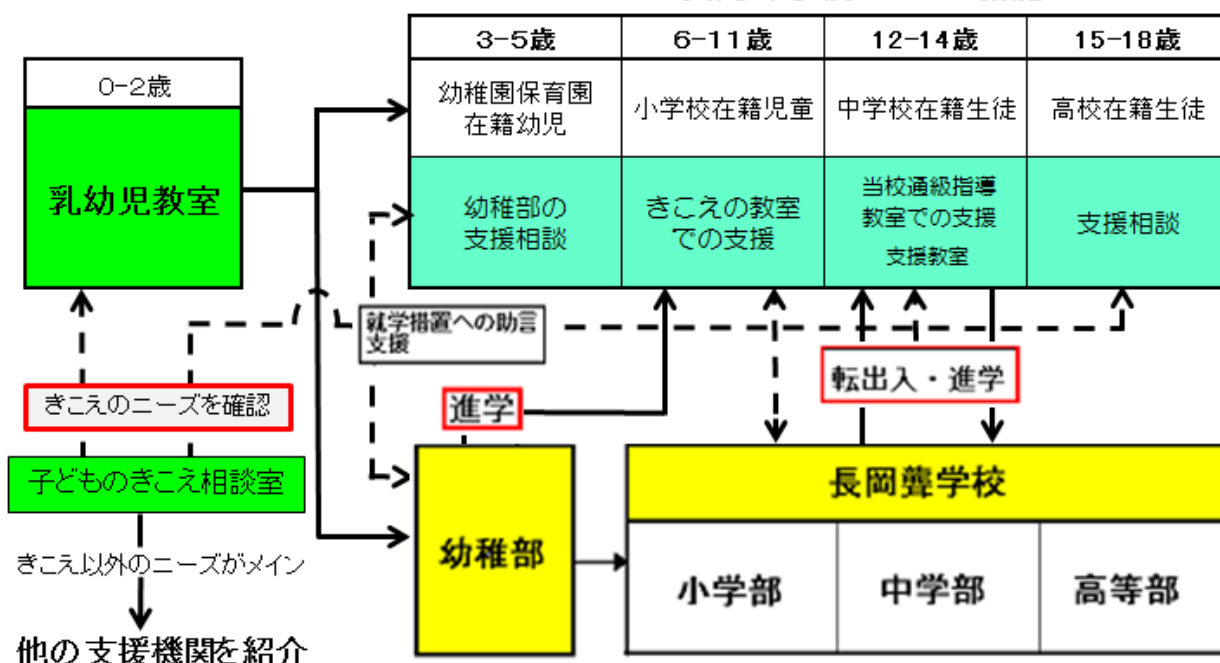 3-5歳
6-11歳
12-14歳
15-18歳
0-2歳
乳幼児教室
幼稚園保育園
在籍幼児
小学校在籍児童
中学校在籍生徒
高校在籍生徒
幼稚部の
支援相談
きこえの教室
での支援
当校通級指導
教室での支援
支援教室
支援相談
就学措置への助言
支援
きこえのニーズを確認
進学
転出入・進学
子どものきこえ相談室
きこえ以外のニーズがメイン
他の支援機関を紹介
幼稚部
長岡聾学校
小学部
中学部
高等部